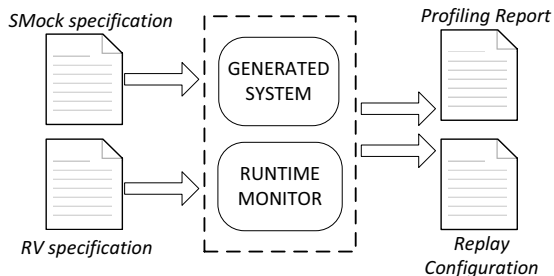 SMock specification
Profiling Report
GENERATED
SYSTEM
RUNTIME
MONITOR
RV specification
Replay
Configuration